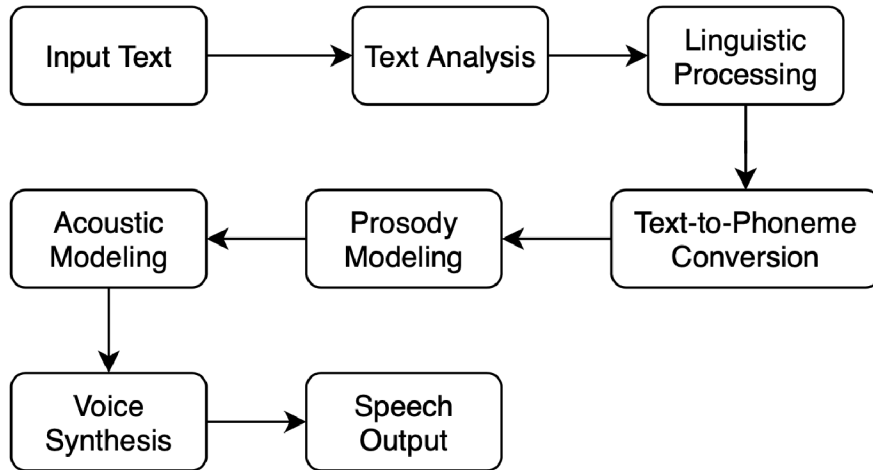 Input Text
Text Analysis
Linguistic
Processing
Text-to-Phoneme
Conversion
Prosody
Modeling
Acoustic
Modeling
Voice
Synthesis
Speech
Output